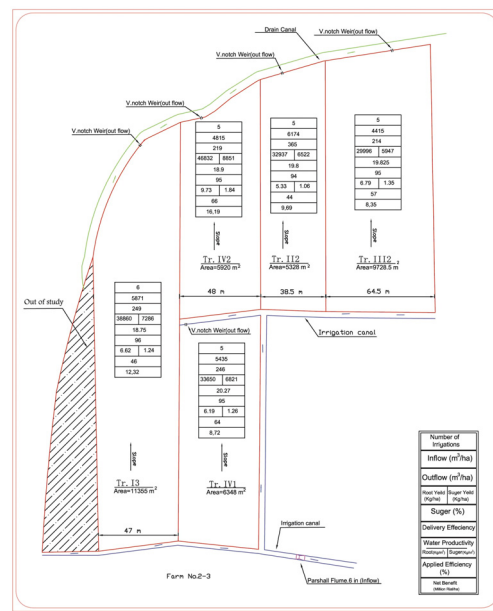 Drain Canal
V.notch Weir(out flow)
V.notch Weir(out flow)
V.notch Weir(out flow)
V.notch Weir(out flow)
5
4815
219
46832 8851
18.9
95
9.73 1.84
66
16,19
Slope
Tr. IV2
Area=5920 m2
5
6174
365
32937 6522
19.8
94
5.33 1.06
44
9,69
Slope
Tr. II2
Area=5328 m2
5
4415
214
29996 5947
19.825
95
6.79 1.35
57
8,35
Slope
Tr. III2
Area=9728.5 m2
48 m
38.5 m
64.5 m
Out of study
6
5871
249
38860 7286
18.75
96
6.62 1.24
46
12,32
Slope
Tr. I3
Area=11355 m2
47 m
V.notch Weir(out flow)
Irrigation canal
5
5435
246
33650 6821
20.27
95
6.19 1.26
64
8,72
Slope
Tr. IV1
Area=6348 m2
Irrigation canal
Parshall Flume.6 in (Inflow)
Farm No.2-3
Number of
Irrigations
Inflow (m3/ha)
Outflow (m3/ha)
Root Yeild Suger Yeild
(Kg/ha) (Kg/ha)
Suger (%)
Delivery Effeciency
Water Productivity
Root(Kg/m3) Suger(Kg/m3)
Applied Efficiency
(%)
Net Benefit
(Million Rial/ha)